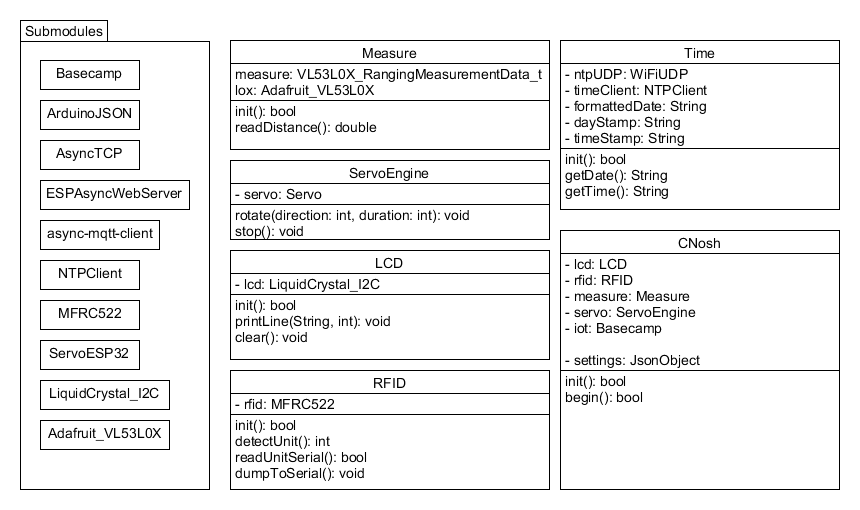 Submodules
Basecamp
ArduinoJSON
AsyncTCP
ESPAsyncWebServer
async-mqtt-client
NTPClient
MFRC522
ServoESP32
LiquidCrystal_I2C
Adafruit_VL53L0X
Measure
measure: VL53L0X_RangingMeasurementData_t
lox: Adafruit_VL53L0X
init(): bool
readDistance(): double
ServoEngine
- servo: Servo
rotate(direction: int, duration: int): void
stop(): void
LCD
- lcd: LiquidCrystal_I2C
init(): bool
printLine(String, int): void
clear(): void
RFID
- rfid: MFRC522
init(): bool
detectUnit(): int
readUnitSerial(): bool
dumpToSerial(): void
Time
- ntpUDP: WiFiUDP
- timeClient: NTPClient
- formattedDate: String
- dayStamp: String
- timeStamp: String
init(): bool
getDate(): String
getTime(): String
CNosh
- lcd: LCD
- rfid: RFID
- measure: Measure
- servo: ServoEngine
- iot: Basecamp
- settings: JsonObject
init(): bool
begin(): bool